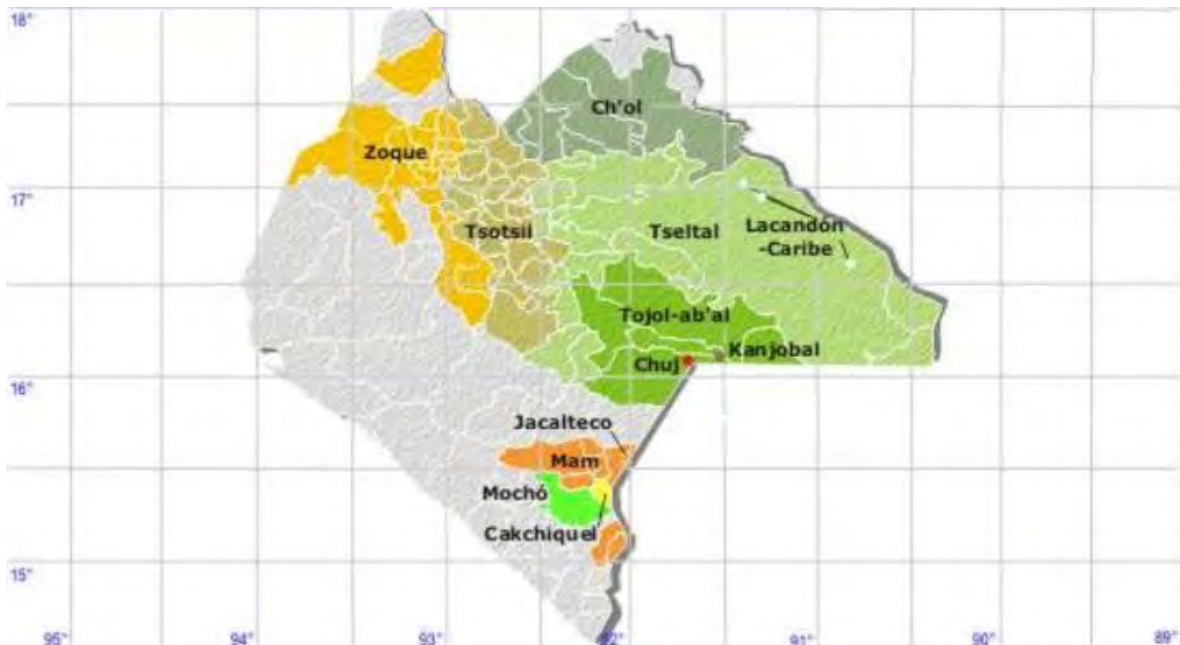 18°
Ch'ol
Zoque
17°
Tsotsil
Tseltal
Lacandón
-Caribe
Tojol-ab'al
Kanjobal
Chuj
16°
Jacalteco
Mam
Mochó
Cakchiquel
15°
95°
94°
93°
92°
91°
90°
89°